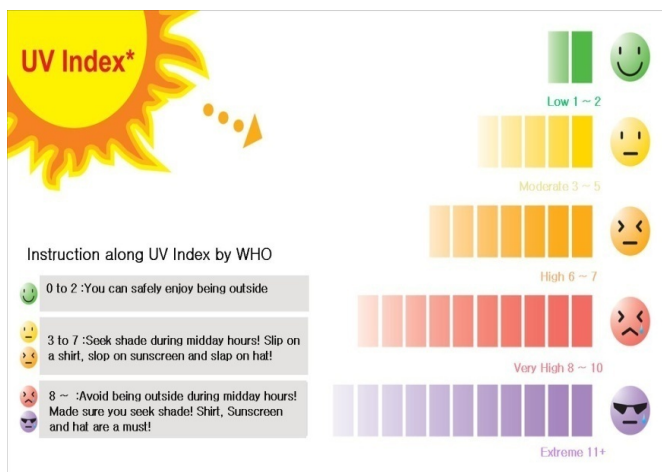 UV Index*
Low 1 ~ 2
Moderate 3 ~ 5
High 6 ~ 7
Very High 8 ~ 10
Extreme 11+
Instruction along UV Index by WHO
0 to 2 :You can safely enjoy being outside
3 to 7 :Seek shade during midday hours! Slip on
a shirt, slop on sunscreen and slap on hat!
8 ~ :Avoid being outside during midday hours!
Made sure you seek shade! Shirt, Sunscreen
and hat are a must!